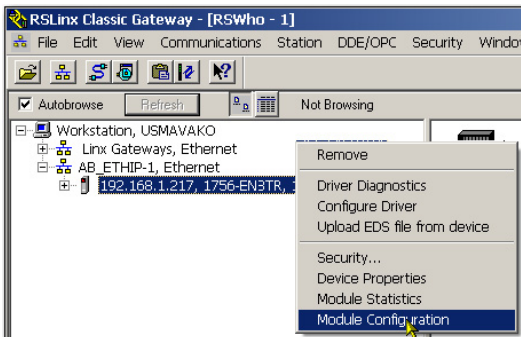 RSLinx Classic Gateway - [RSWho - 1]
File Edit View Communications Station DDE/OPC Security Windo
Autobrowse Refresh Not Browsing
Workstation, USMAVAKO
Linx Gateways, Ethernet
AB_ETHIP-1, Ethernet
192.168.1.217, 1756-EN3TR,
Remove
Driver Diagnostics
Configure Driver
Upload EDS file from device
Security...
Device Properties
Module Statistics
Module Configuration